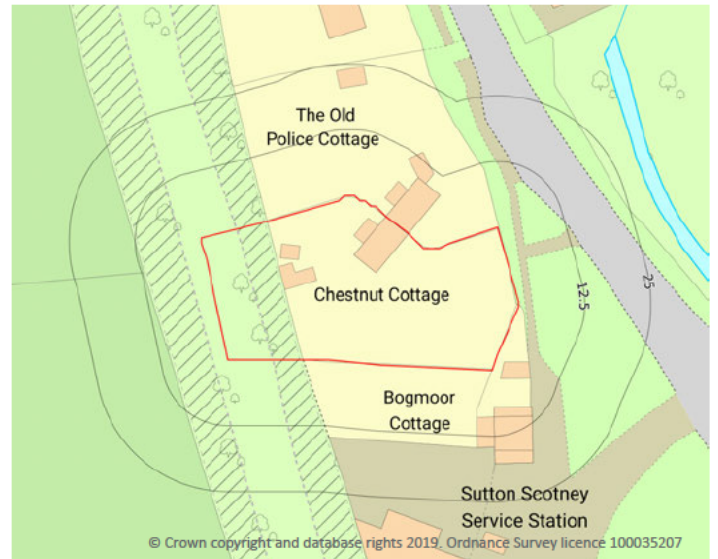 The Old
Police Cottage
Chestnut Cottage
12.5
25
Bogmoor
Cottage
Sutton Scotney
Service Station
© Crown copyright and database rights 2019. Ordnance Survey licence 100035207